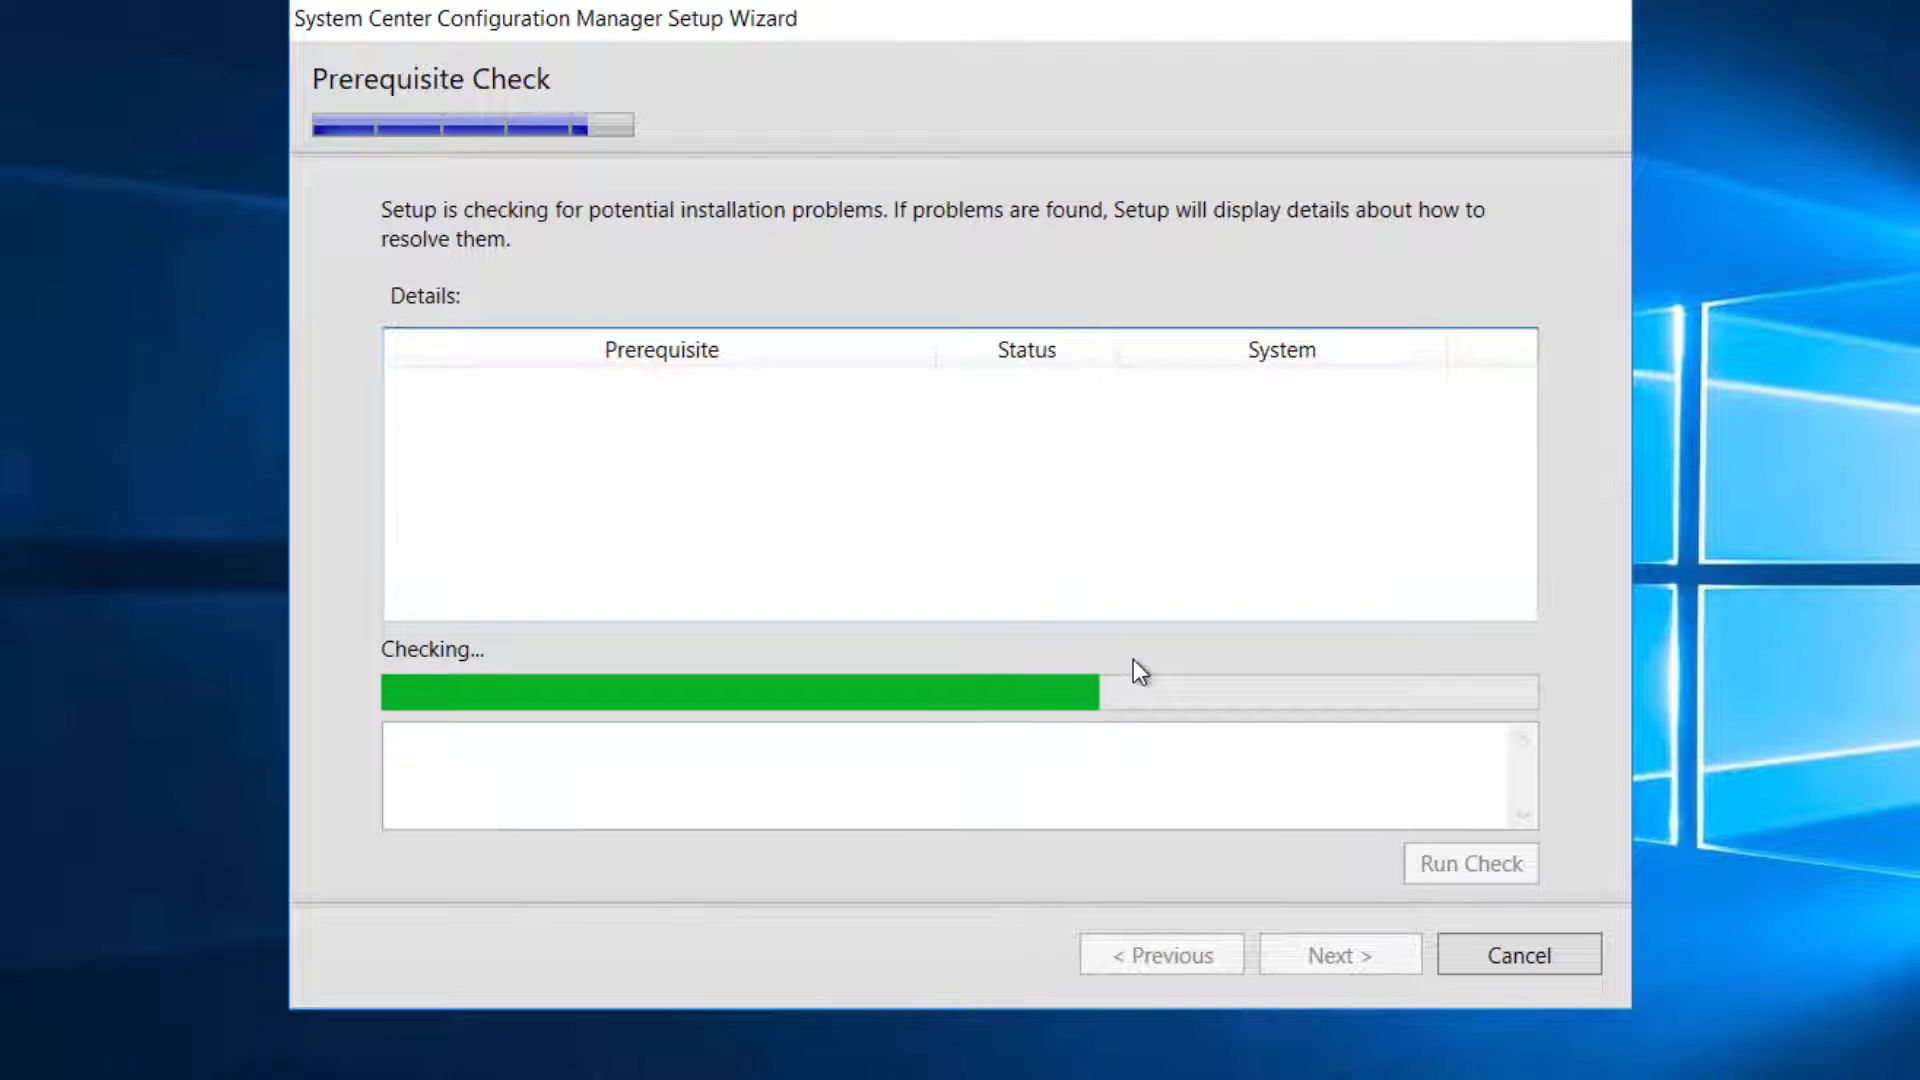 System Center Configuration Manager Setup Wizard
Prerequisite Check
Setup is checking for potential installation problems. If problems are found, Setup will display details about how to
resolve them.
Details:
Prerequisite Status System
Checking...
Run Check
< Previous Next > Cancel